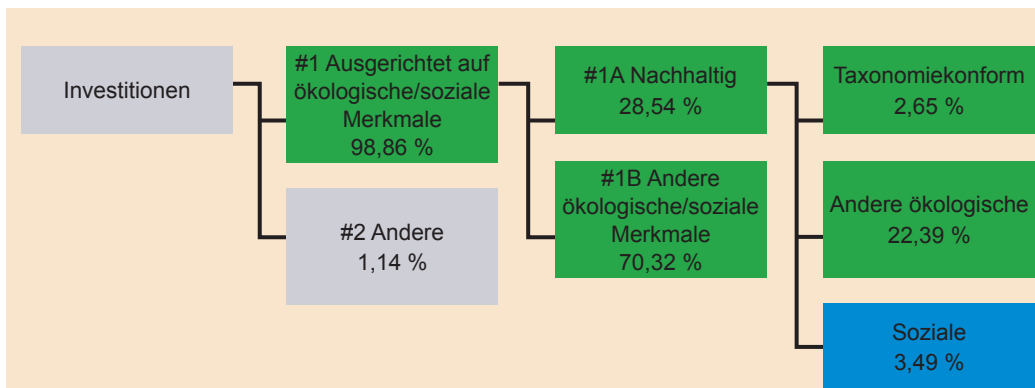 Investitionen
#1 Ausgerichtet auf
ökologische/soziale
Merkmale
98,86 %
#2 Andere
1,14 %
#1A Nachhaltig
28,54 %
#1B Andere
ökologische/soziale
Merkmale
70,32 %
Taxonomiekonform
2,65 %
Andere ökologische
22,39 %
Soziale
3,49 %